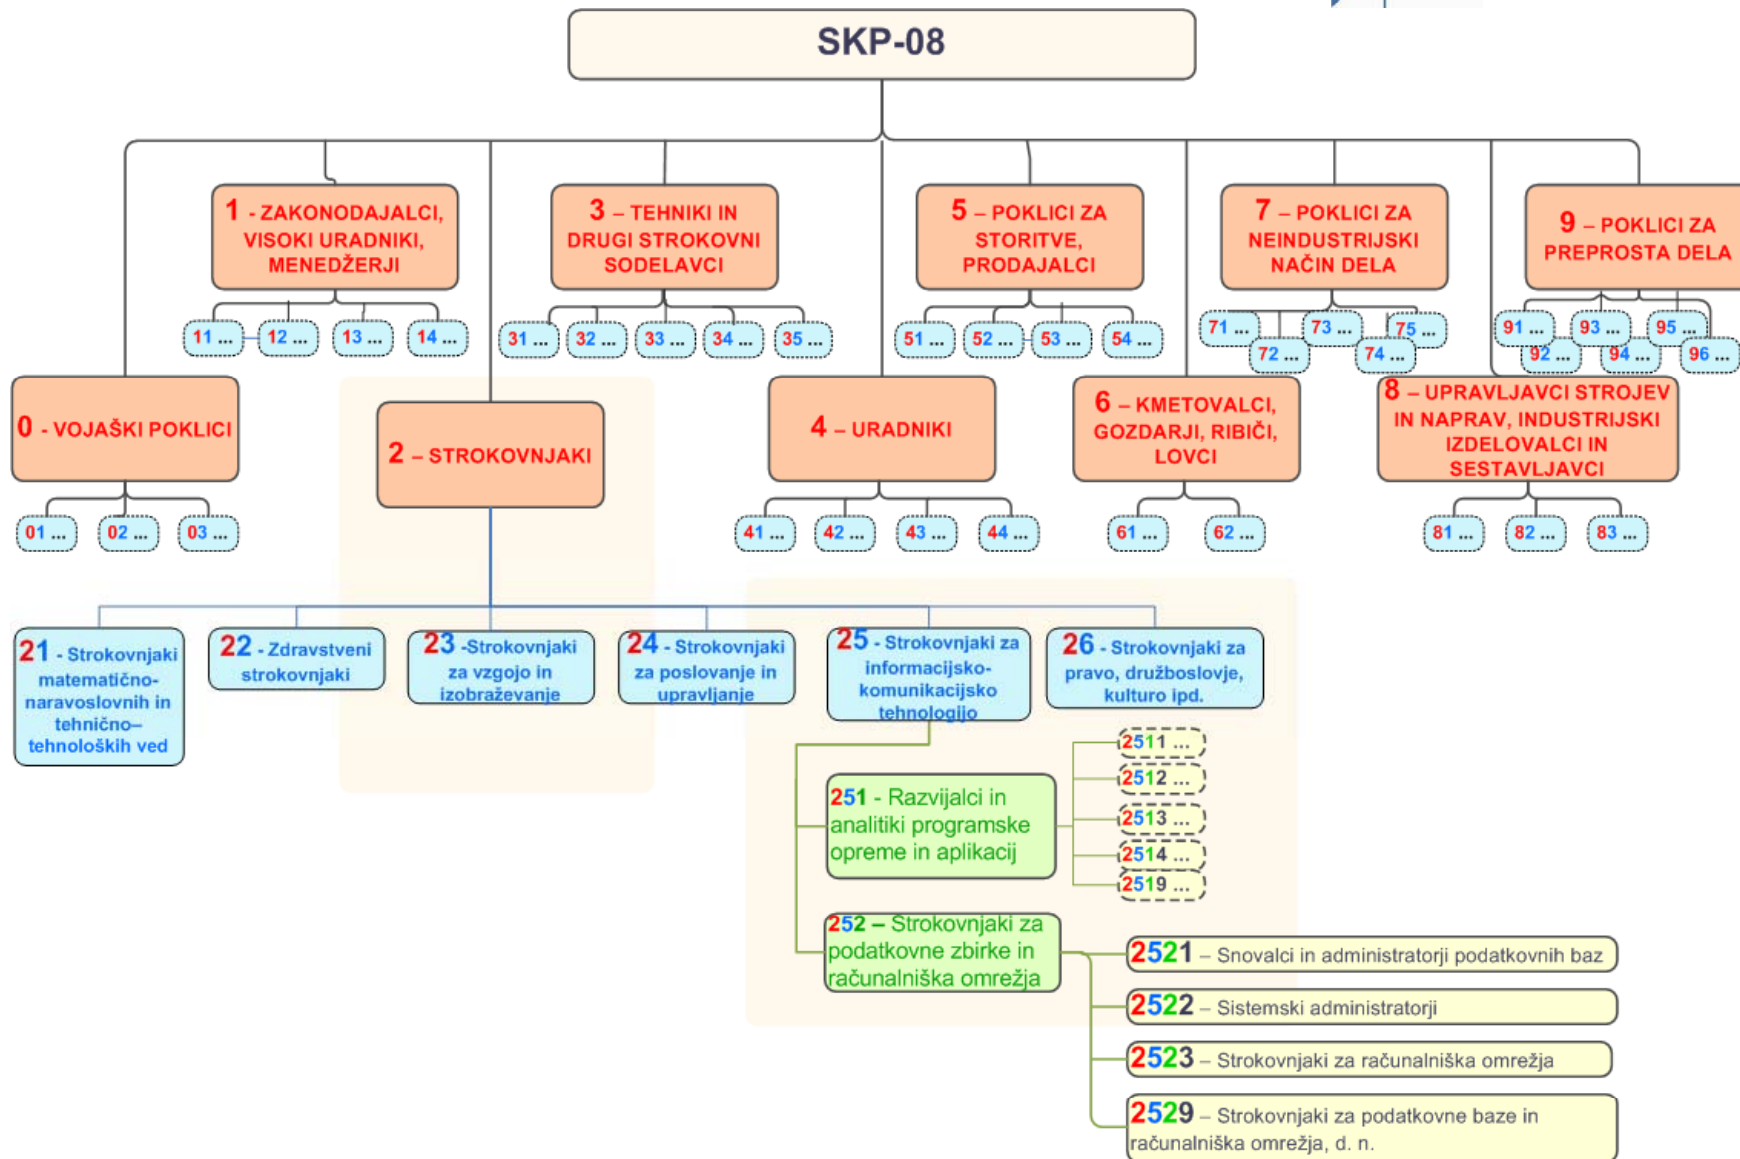 SKP-08
1 - ZAKONODAJALCI,
VISOKI URADNIKI,
MENEDŽERJI
3 – TEHNIKI IN
DRUGI STROKOVNI
SODELAVCI
5 – POKLICI ZA
STORITVE,
PRODAJALCI
7 – POKLICI ZA
NEINDUSTRIJSKI
NAČIN DELA
9 – POKLICI ZA
PREPROSTA DELA
11 ...
12 ...
13 ...
14 ...
31 ...
32 ...
33 ...
34 ...
35 ...
51 ...
52 ...
53 ...
54 ...
71 ...
72 ...
73 ...
74 ...
75 ...
91 ...
92 ...
93 ...
94 ...
95 ...
96 ...
0 - VOJAŠKI POKLICI
2 – STROKOVNJAKI
4 – URADNIKI
6 – KMETOVALCI,
GOZDARJI, RIBIČI,
LOVCI
8 – UPRAVLJAVCI STROJEV
IN NAPRAV, INDUSTRIJSKI
IZDELOVALCI IN
SESTAVLJAVCI
01 ...
02 ...
03 ...
41 ...
42 ...
43 ...
44 ...
61 ...
62 ...
81 ...
82 ...
83 ...
21 - Strokovnjaki
matematično-
naravoslovnih in
tehnično–
tehnoloških ved
22 - Zdravstveni
strokovnjaki
23 -Strokovnjaki
za vzgojo in
izobraževanje
24 - Strokovnjaki
za poslovanje in
upravljanje
25 - Strokovnjaki za
informacijsko-
komunikacijsko
tehnologijo
26 - Strokovnjaki za
pravo, družboslovje,
kulturo ipd.
251 - Razvijalci in
analitiki programske
opreme in aplikacij
2511 ...
2512 ...
2513 ...
2514 ...
2519 ...
252 – Strokovnjaki za
podatkovne zbirke in
računalniška omrežja
2521 – Snovalci in administratorji podatkovnih baz
2522 – Sistemski administratorji
2523 – Strokovnjaki za računalniška omrežja
2529 – Strokovnjaki za podatkovne baze in
računalniška omrežja, d. n.